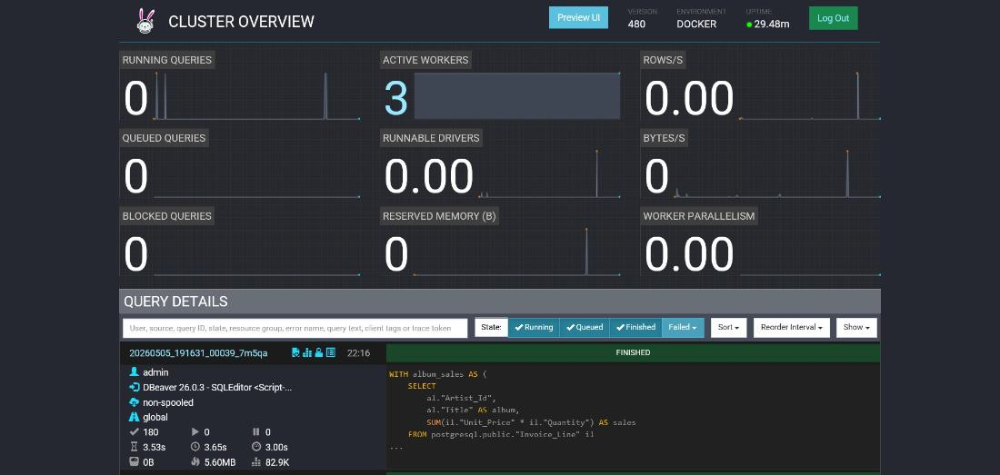 CLUSTER OVERVIEW
Preview UI
VERSION
480
ENVIRONMENT
DOCKER
UPTIME
29.48m
Log Out
RUNNING QUERIES
0
ACTIVE WORKERS
3
ROWS/S
0.00
QUEUED QUERIES
0
RUNNABLE DRIVERS
0.00
BYTES/S
0
BLOCKED QUERIES
0
RESERVED MEMORY (B)
0
WORKER PARALLELISM
0.00
QUERY DETAILS
User, source, query ID, state, resource group, error name, query text, client tags or trace token
State: Running Queued Finished Failed Sort Reorder Interval Show
20260505_191631_00039_7m5qa 22:16
FINISHED
admin
DBeaver 26.0.3 - SQLEditor <Script-...
non-spooled
global
180 0 0
3.53s 3.65s 3.00s
0B 5.60MB 82.9K
WITH album_sales AS (
SELECT
al."Artist_Id",
al."Title" AS album,
SUM(il."Unit_Price" * il."Quantity") AS sales
FROM postgresql.public."Invoice_Line" il
...